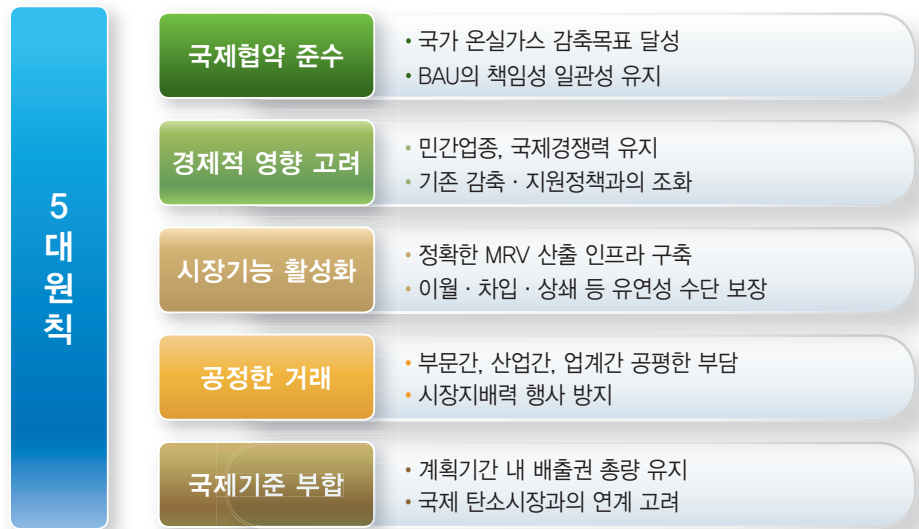 5
대
원
칙
국제협약 준수
• 국가 온실가스 감축목표 달성
• BAU의 책임성 일관성 유지
경제적 영향 고려
• 민간업종, 국제경쟁력 유지
• 기존 감축 · 지원정책과의 조화
시장기능 활성화
• 정확한 MRV 산출 인프라 구축
• 이월 · 차입 · 상쇄 등 유연성 수단 보장
공정한 거래
• 부문간, 산업간, 업계간 공평한 부담
• 시장지배력 행사 방지
국제기준 부합
• 계획기간 내 배출권 총량 유지
• 국제 탄소시장과의 연계 고려